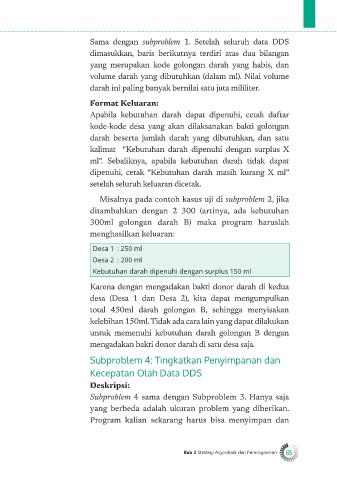 Sama dengan subproblem 1. Setelah seluruh data DDS
dimasukkan, baris berikutnya terdiri atas dua bilangan
yang merupakan kode golongan darah yang habis, dan
volume darah yang dibutuhkan (dalam ml). Nilai volume
darah ini paling banyak bernilai satu juta mililiter.
Format Keluaran:
Apabila kebutuhan darah dapat dipenuhi, cetak daftar
kode-kode desa yang akan dilaksanakan bakti golongan
darah beserta jumlah darah yang dibutuhkan, dan satu
kalimat “Kebutuhan darah dipenuhi dengan surplus X
ml”. Sebaliknya, apabila kebutuhan darah tidak dapat
dipenuhi, cetak “Kebutuhan darah masih kurang X ml”
setelah seluruh keluaran dicetak.
Misalnya pada contoh kasus uji di subproblem 2, jika
ditambahkan dengan 2 300 (artinya, ada kebutuhan
300ml golongan darah B) maka program haruslah
menghasilkan keluaran:
Desa 1 : 250 ml
Desa 2 : 200 ml
Kebutuhan darah dipenuhi dengan surplus 150 ml
Karena dengan mengadakan bakti donor darah di kedua
desa (Desa 1 dan Desa 2), kita dapat mengumpulkan
total 450ml darah golongan B, sehingga menyisakan
kelebihan 150ml. Tidak ada cara lain yang dapat dilakukan
untuk memenuhi kebutuhan darah golongan B dengan
mengadakan bakti donor darah di satu desa saja.
Subproblem 4: Tingkatkan Penyimpanan dan
Kecepatan Olah Data DDS
Deskripsi:
Subproblem 4 sama dengan Subproblem 3. Hanya saja
yang berbeda adalah ukuran problem yang diberikan.
Program kalian sekarang harus bisa menyimpan dan
Bab 2 Strategi Algoritmik dan Pemrograman 65